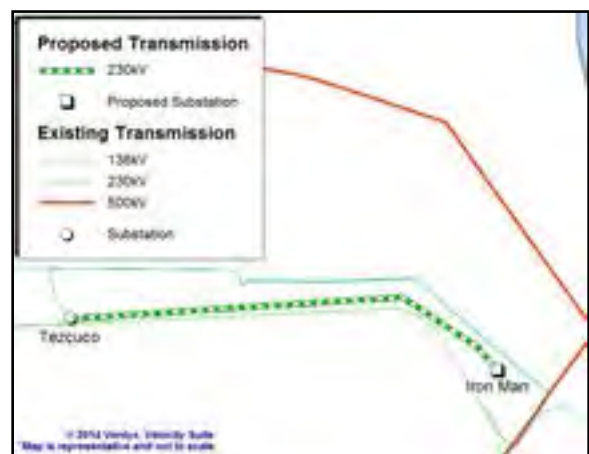 Proposed Transmission
230kV
Proposed Substation
Existing Transmission
138kV
230kV
500kV
Substation
Tezcuco
Iron Man
© 2014 Ventyx, Velocity Suite
*Map is representative and not to scale